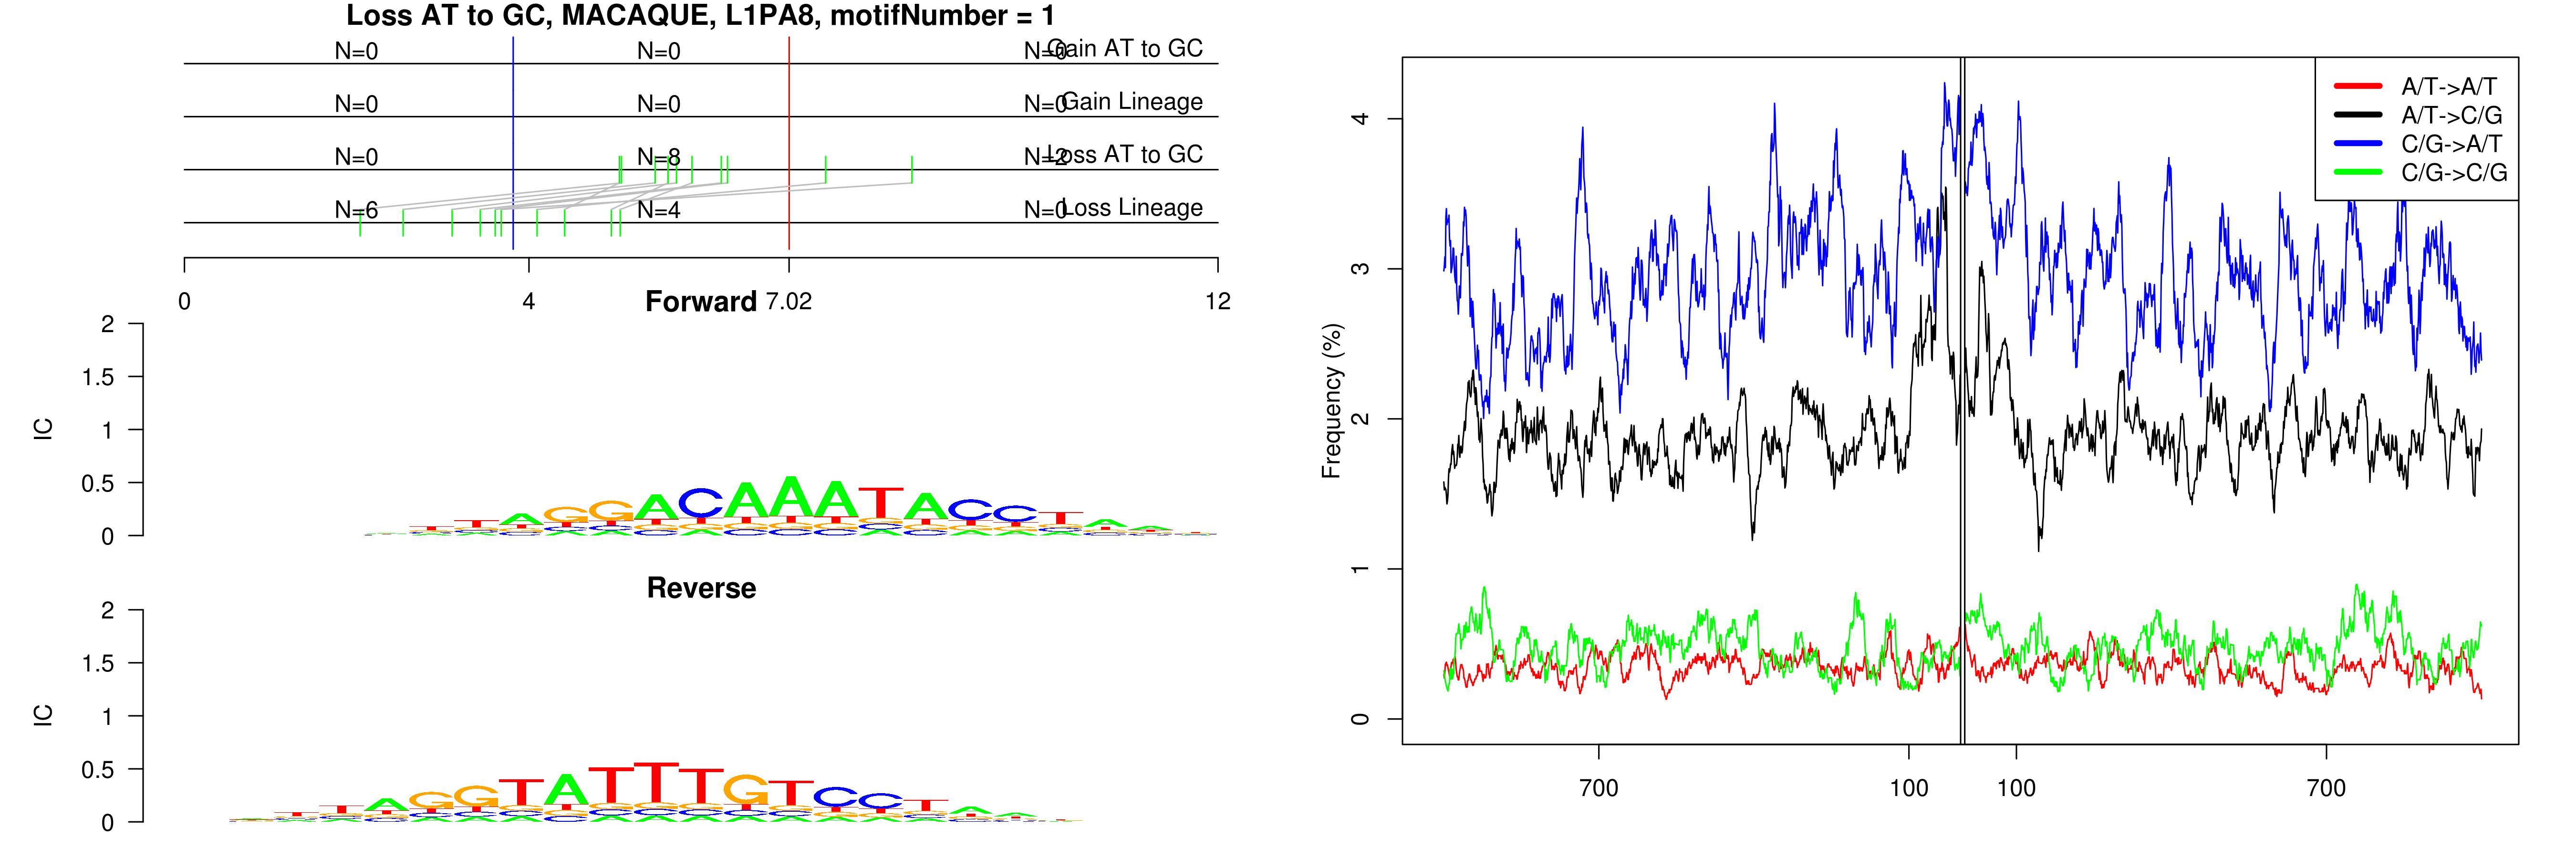 Loss AT to GC, MACAQUE, L1PA8, motifNumber = 1
N=0 N=0 N=0 Gain AT to GC
N=0 N=0 N=0 Gain Lineage
N=0 N=8 N=2 Loss AT to GC
N=6 N=4 N=0 Loss Lineage
0 4 7.02 12
Forward
2
1.5
1
0.5
0
IC
TTAGGACAAATACCTAA
Reverse
2
1.5
1
0.5
0
IC
TTAGGTATTTGTCCTAA
A/T->A/T
A/T->C/G
C/G->A/T
C/G->C/G
Frequency (%)
4
3
2
1
0
700 100 100 700